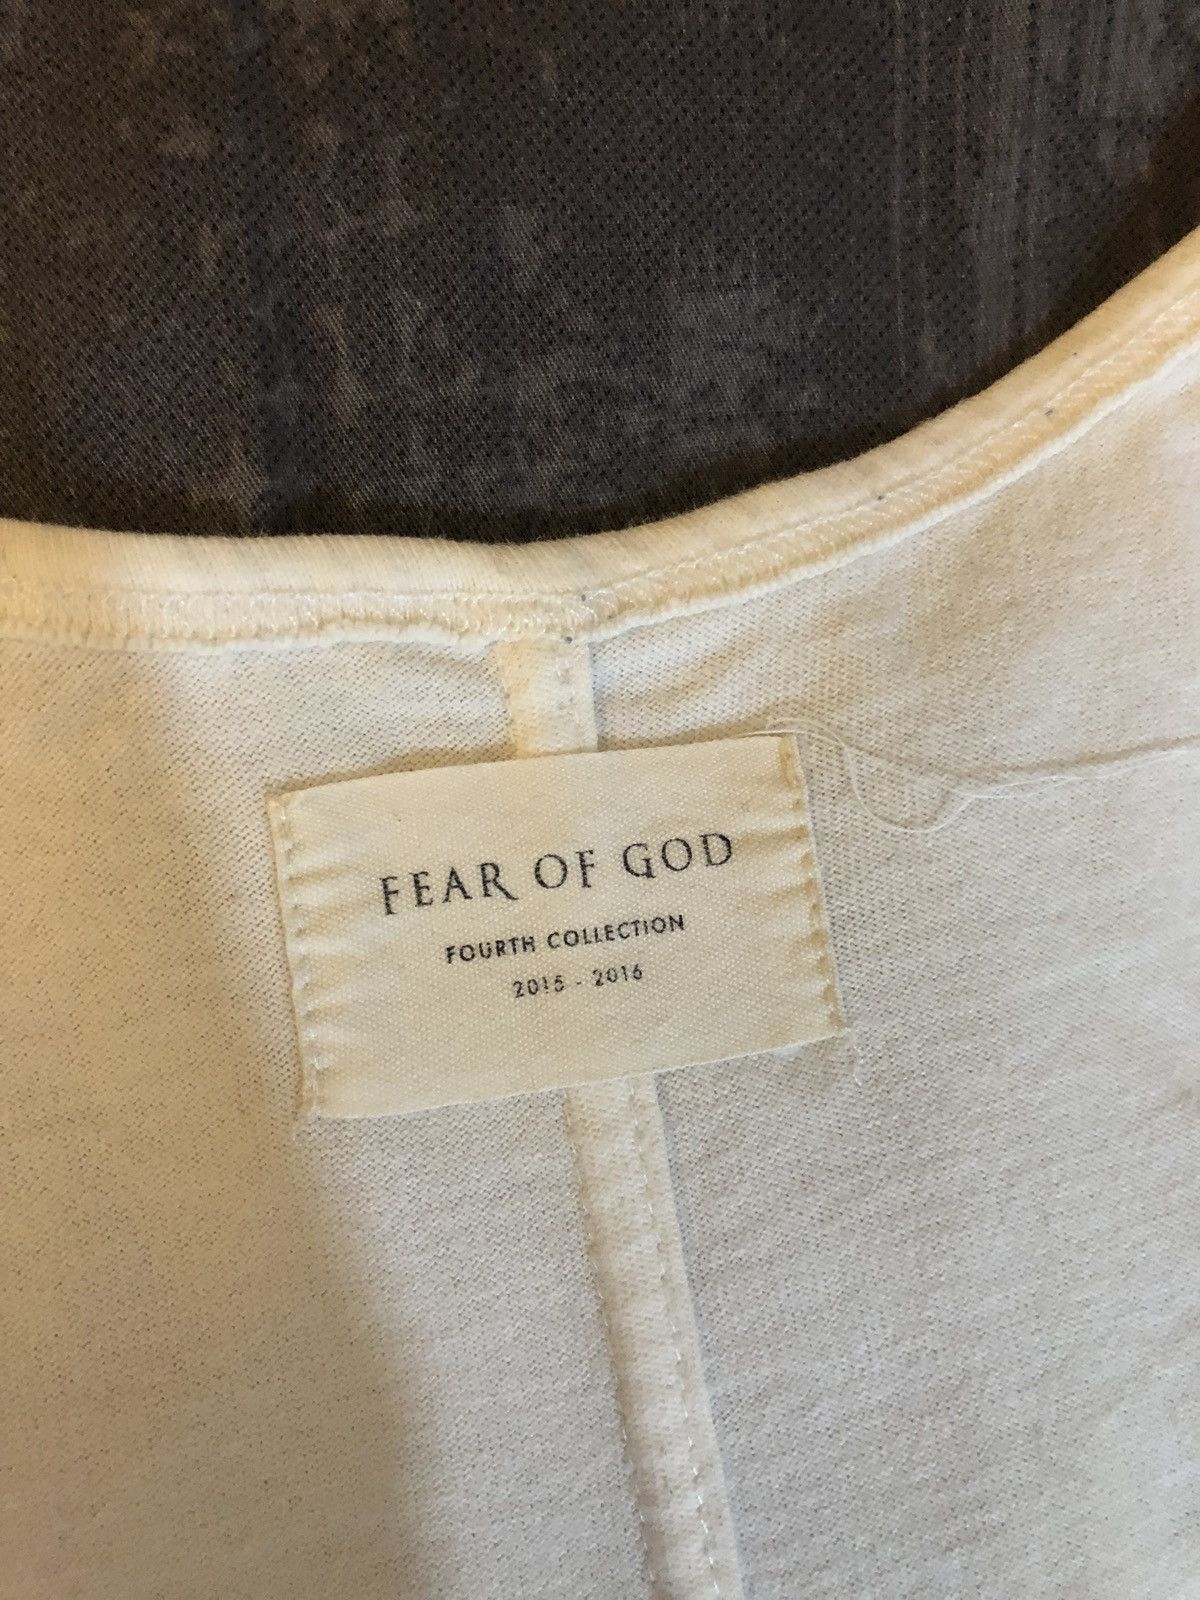 FEAR OF GOD
FOURTH COLLECTION
2015 - 2016